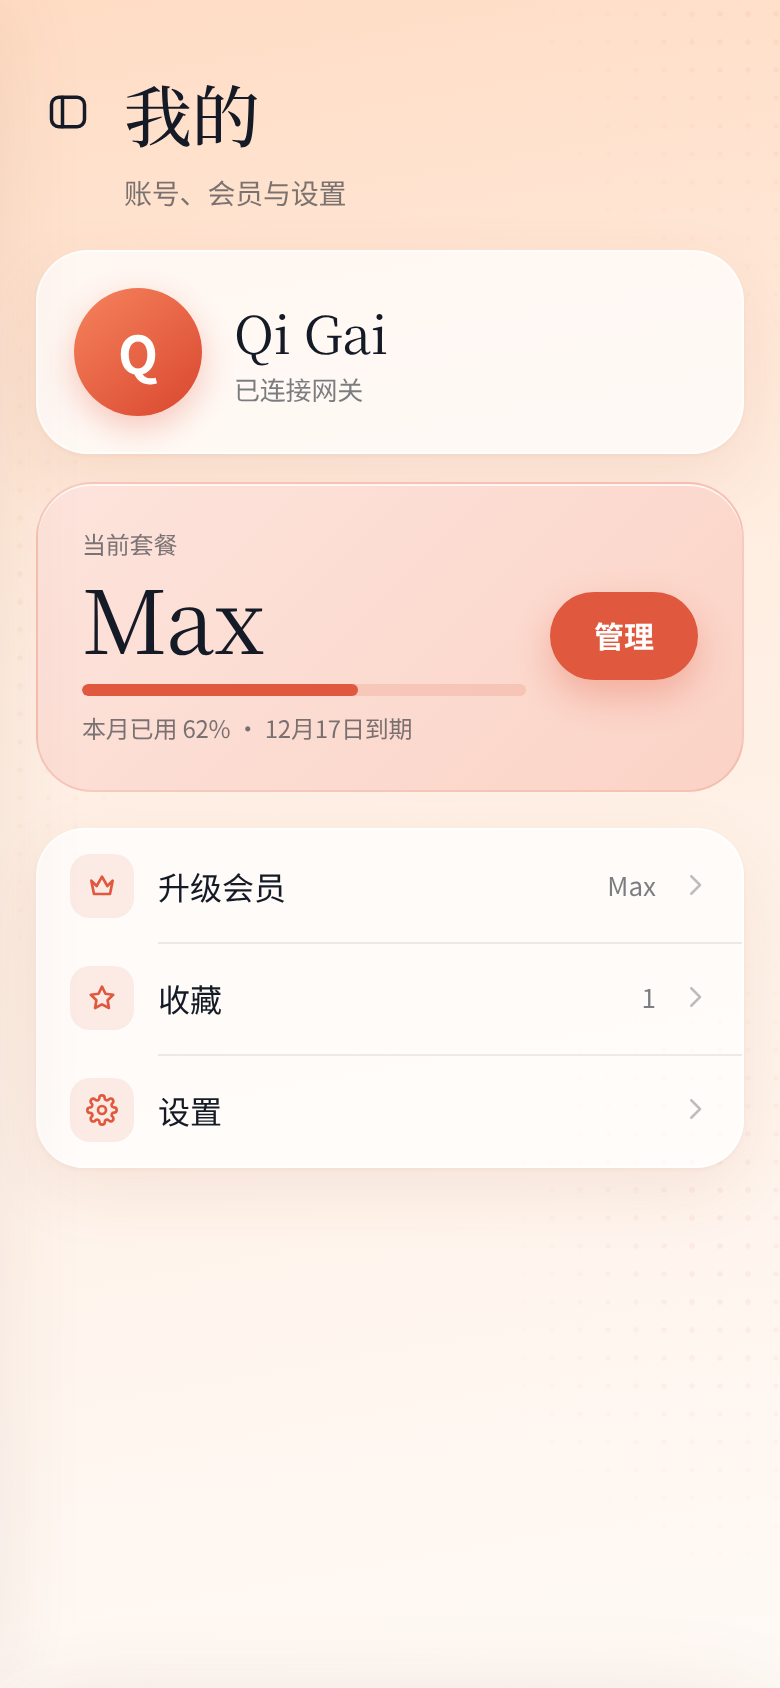 我的
账号、会员与设置
Q
Qi Gai
已连接网关
当前套餐
Max
管理
本月已用 62% • 12月17日到期
升级会员 Max
收藏 1
设置